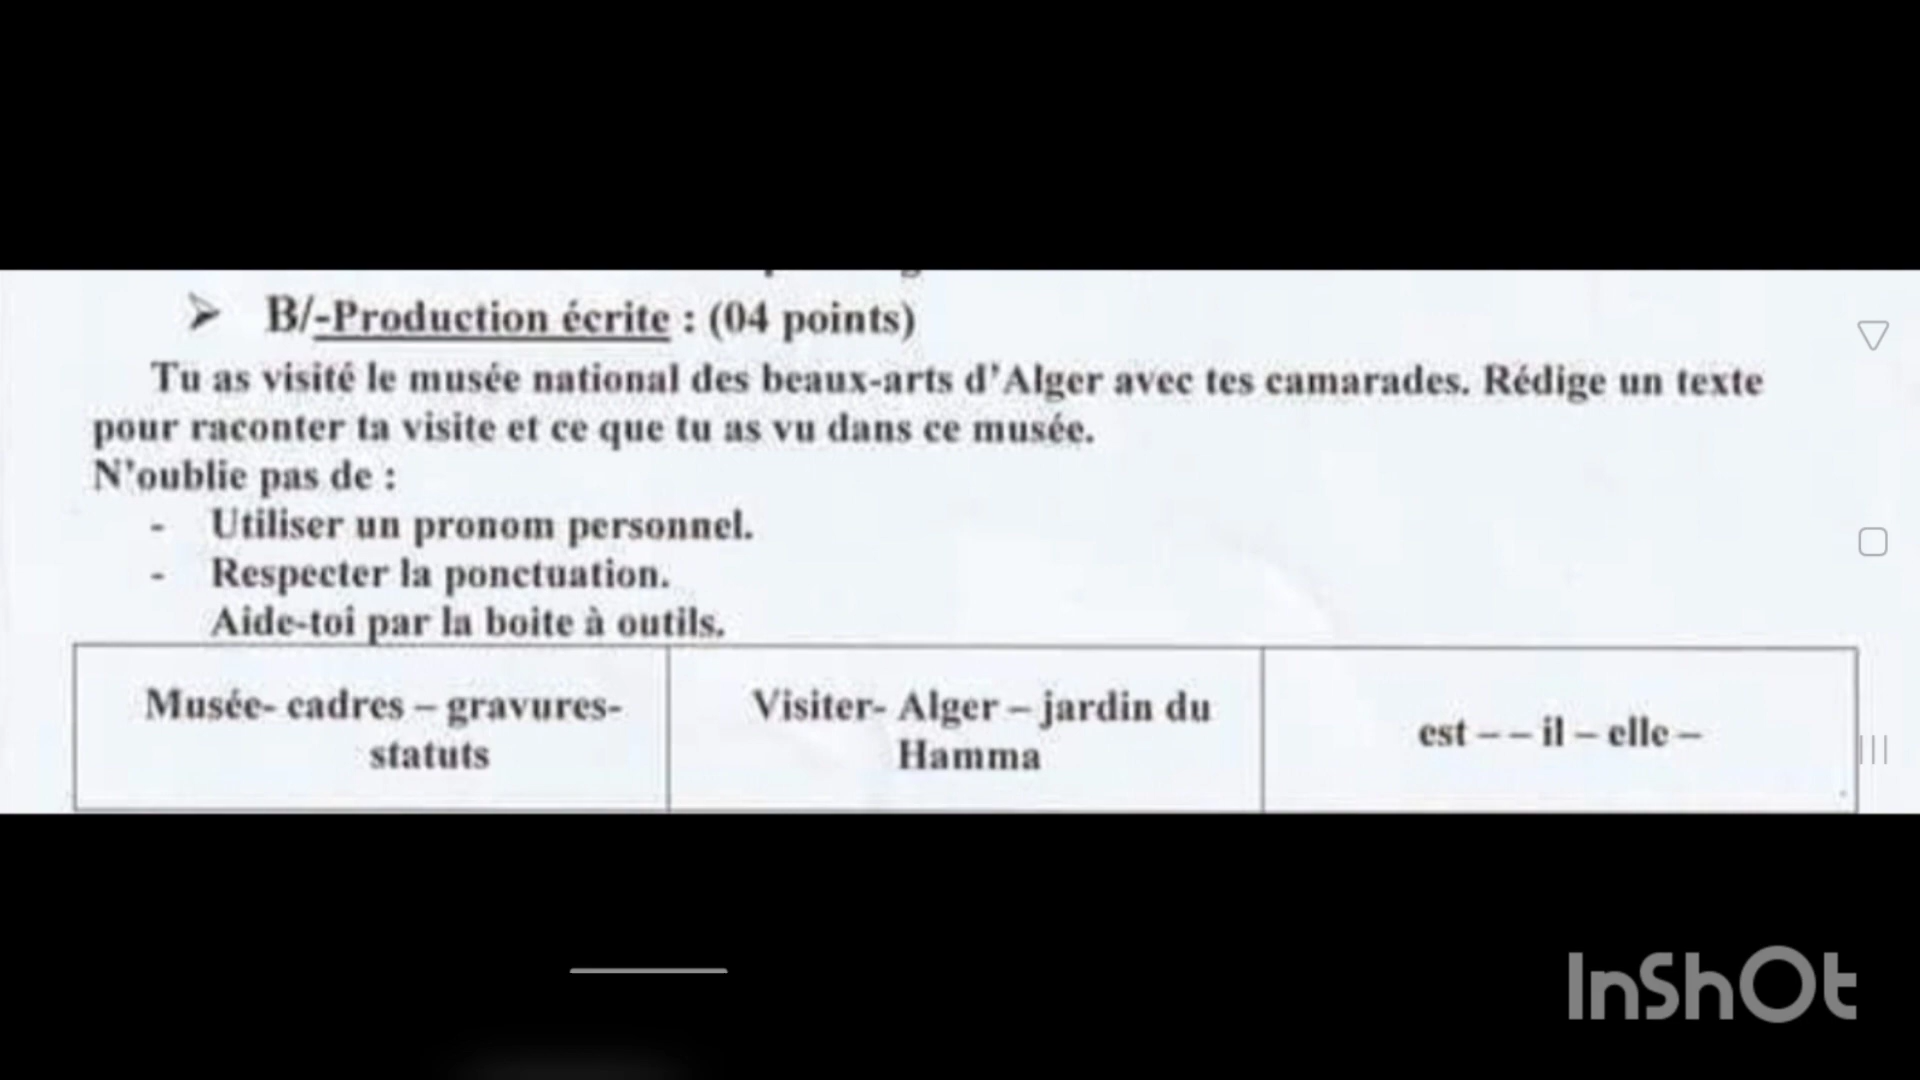 ➢ B/-Production écrite : (04 points)
Tu as visité le musée national des beaux-arts d'Alger avec tes camarades. Rédige un texte
pour raconter ta visite et ce que tu as vu dans ce musée.
N'oublie pas de :
- Utiliser un pronom personnel.
- Respecter la ponctuation.
Aide-toi par la boite à outils.
Musée- cadres – gravures-
statuts
Visiter- Alger – jardin du
Hamma
est – – il – elle –
InShOt